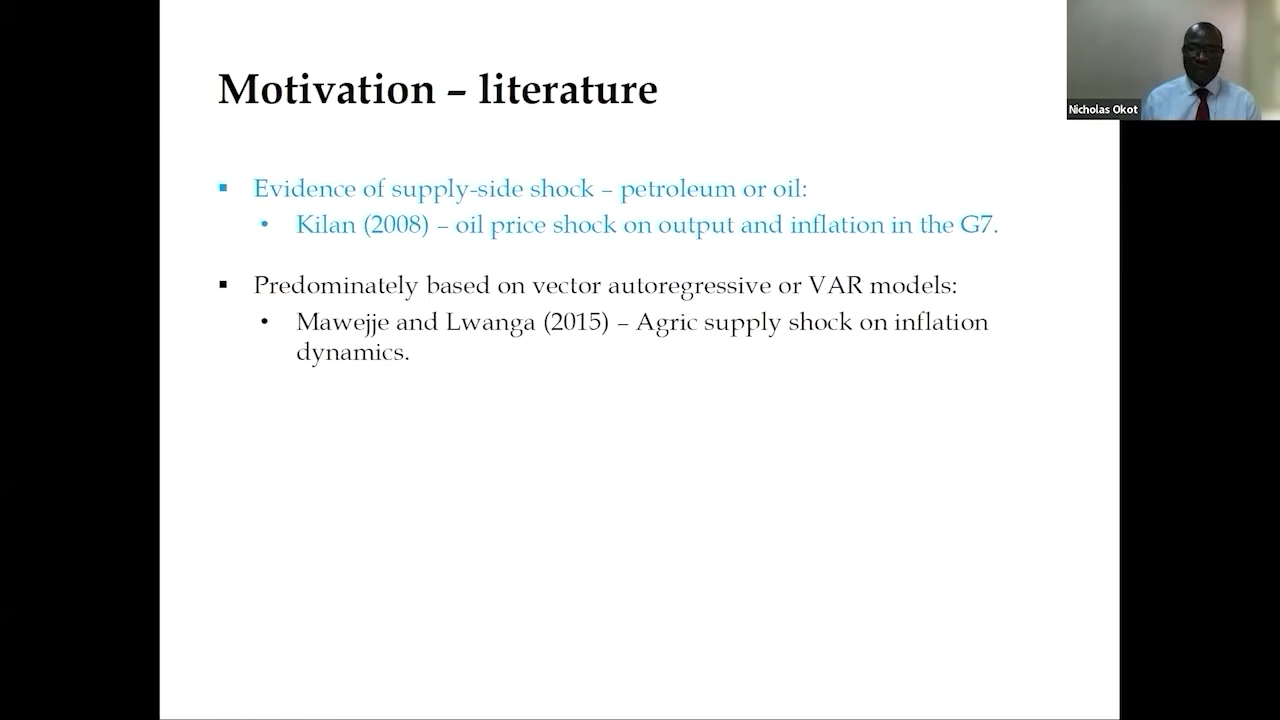 Motivation – literature
Nicholas Okot
▪ Evidence of supply-side shock – petroleum or oil:
• Kilan (2008) – oil price shock on output and inflation in the G7.
▪ Predominately based on vector autoregressive or VAR models:
• Mawejje and Lwanga (2015) – Agric supply shock on inflation
dynamics.